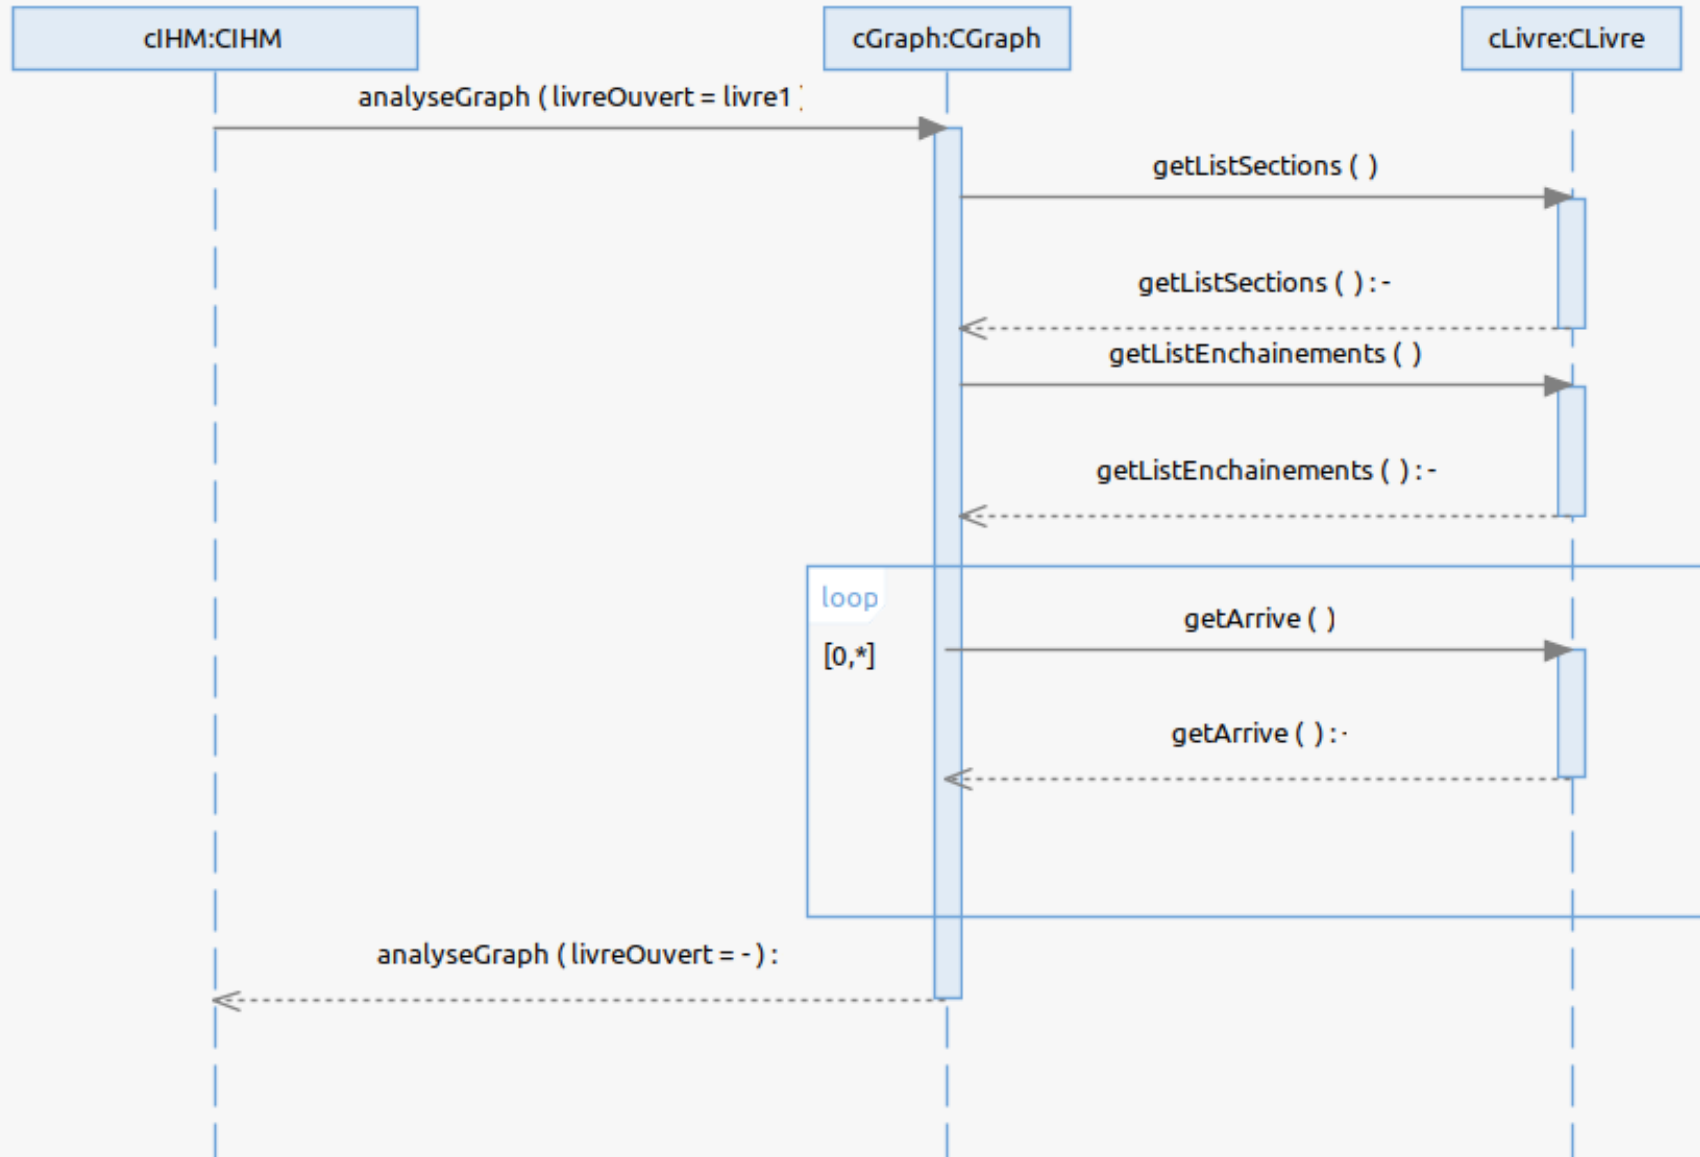 cIHM:CIHM
cGraph:CGraph
cLivre:CLivre
analyseGraph ( livreOuvert = livre1 )
getListSections ( )
getListSections ( ) : -
getListEnchainements ( )
getListEnchainements ( ) : -
loop
getArrive ( )
[0,*]
getArrive ( ) : -
analyseGraph ( livreOuvert = - ) :